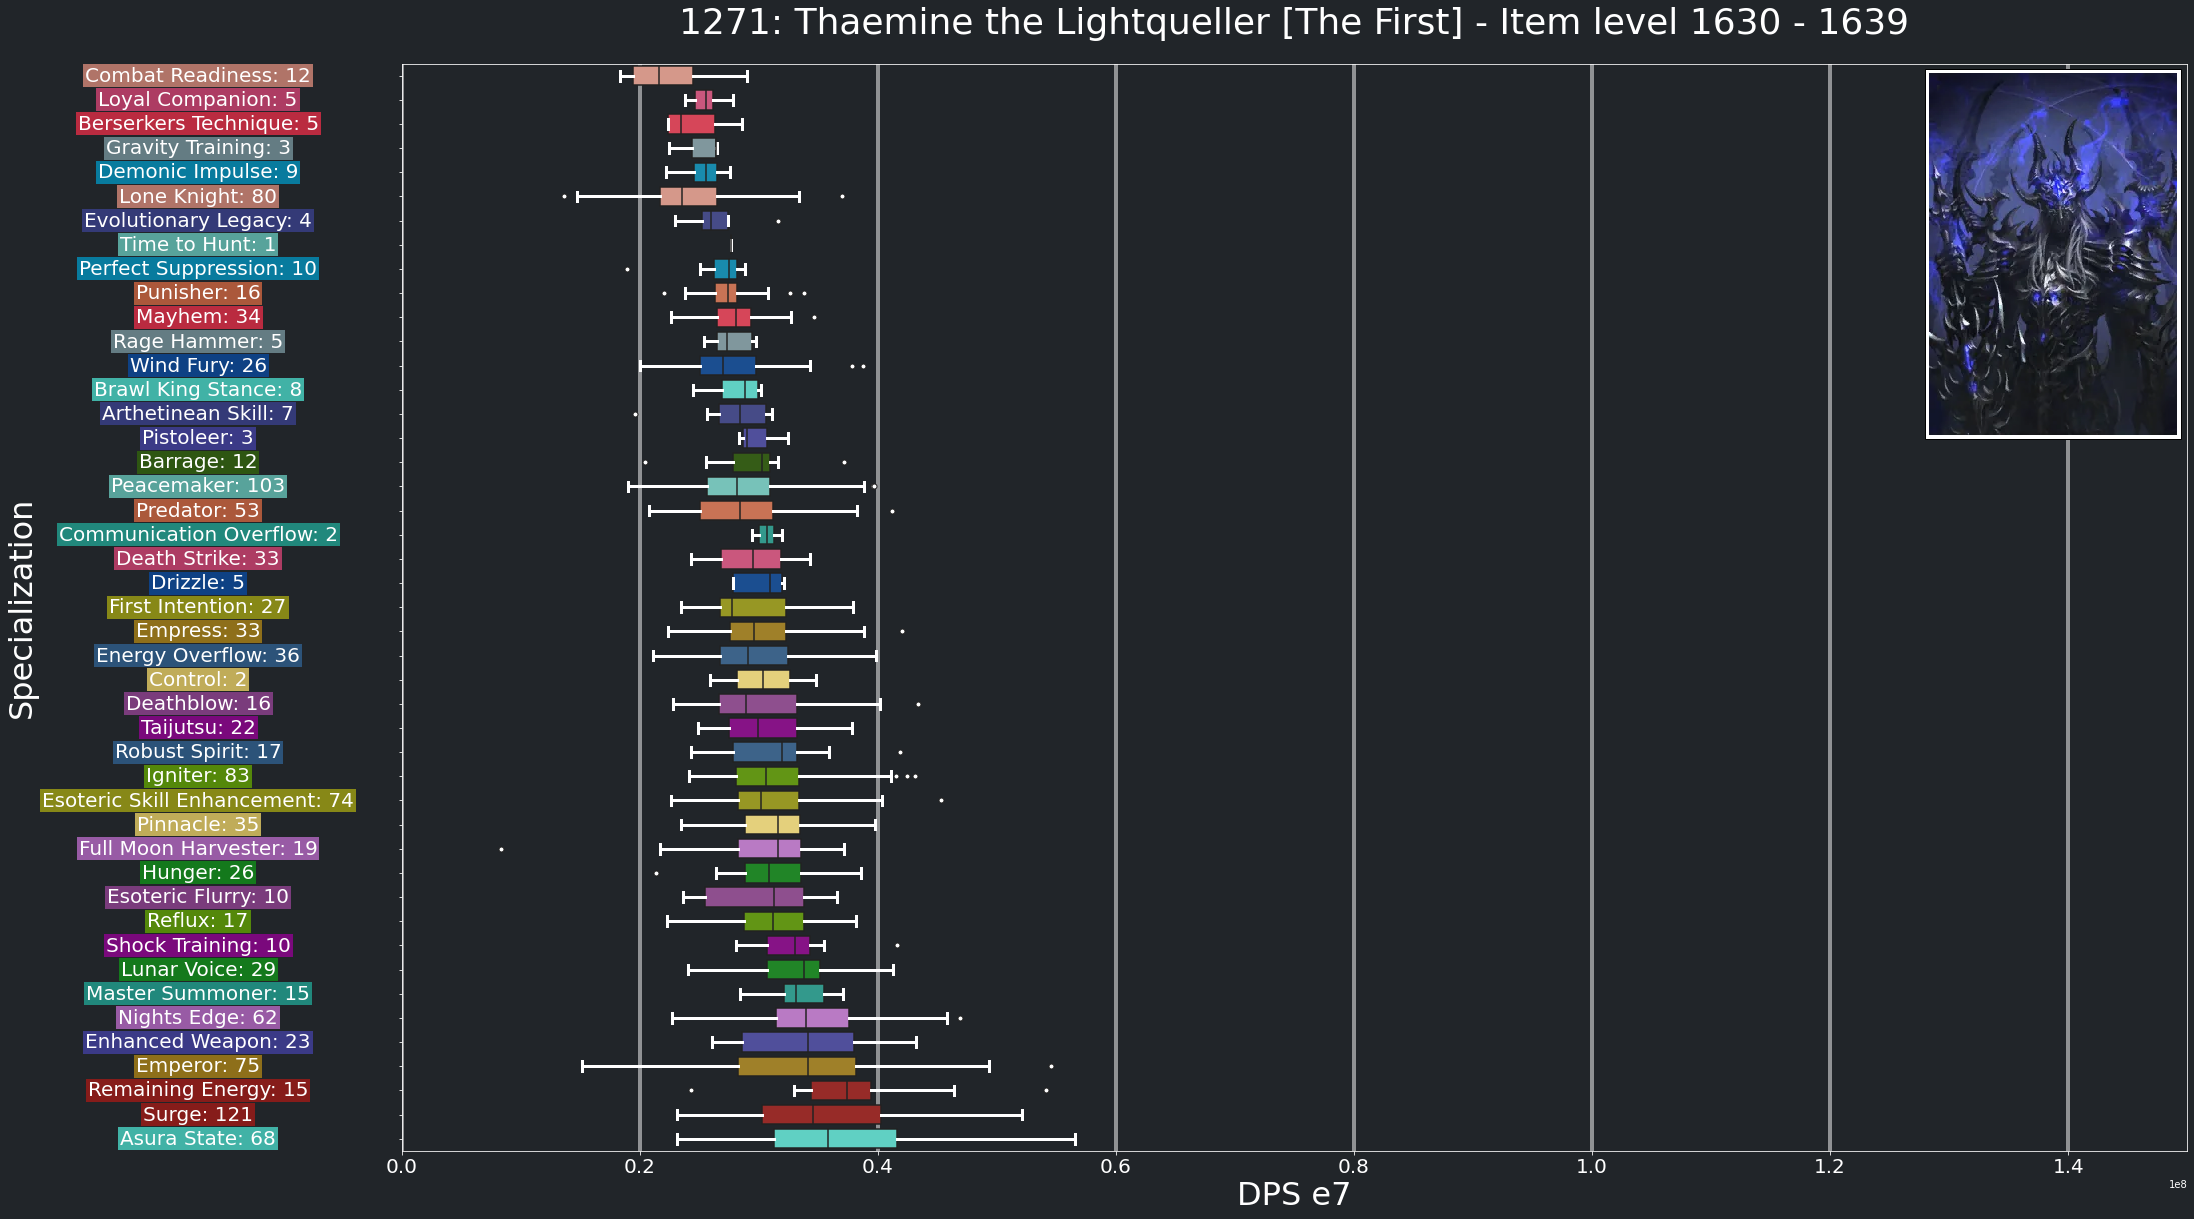 1271: Thaemine the Lightqueller [The First] - Item level 1630 - 1639
Specialization
Combat Readiness: 12
Loyal Companion: 5
Berserkers Technique: 5
Gravity Training: 3
Demonic Impulse: 9
Lone Knight: 80
Evolutionary Legacy: 4
Time to Hunt: 1
Perfect Suppression: 10
Punisher: 16
Mayhem: 34
Rage Hammer: 5
Wind Fury: 26
Brawl King Stance: 8
Arthetinean Skill: 7
Pistoleer: 3
Barrage: 12
Peacemaker: 103
Predator: 53
Communication Overflow: 2
Death Strike: 33
Drizzle: 5
First Intention: 27
Empress: 33
Energy Overflow: 36
Control: 2
Deathblow: 16
Taijutsu: 22
Robust Spirit: 17
Igniter: 83
Esoteric Skill Enhancement: 74
Pinnacle: 35
Full Moon Harvester: 19
Hunger: 26
Esoteric Flurry: 10
Reflux: 17
Shock Training: 10
Lunar Voice: 29
Master Summoner: 15
Nights Edge: 62
Enhanced Weapon: 23
Emperor: 75
Remaining Energy: 15
Surge: 121
Asura State: 68
0.0 0.2 0.4 0.6 0.8 1.0 1.2 1.4
DPS e7
1e8